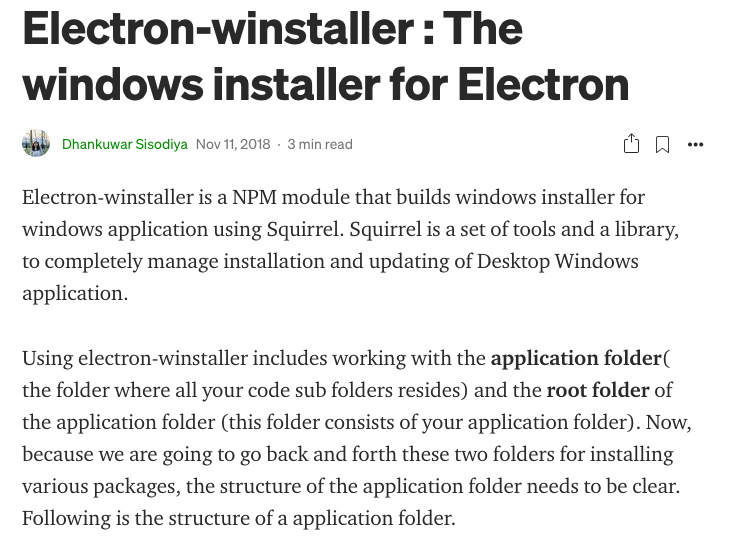 Electron-winstaller : The
windows installer for Electron
Dhankuwar Sisodiya Nov 11, 2018 · 3 min read
Electron-winstaller is a NPM module that builds windows installer for
windows application using Squirrel. Squirrel is a set of tools and a library,
to completely manage installation and updating of Desktop Windows
application.
Using electron-winstaller includes working with the application folder(
the folder where all your code sub folders resides) and the root folder of
the application folder (this folder consists of your application folder). Now,
because we are going to go back and forth these two folders for installing
various packages, the structure of the application folder needs to be clear.
Following is the structure of a application folder.